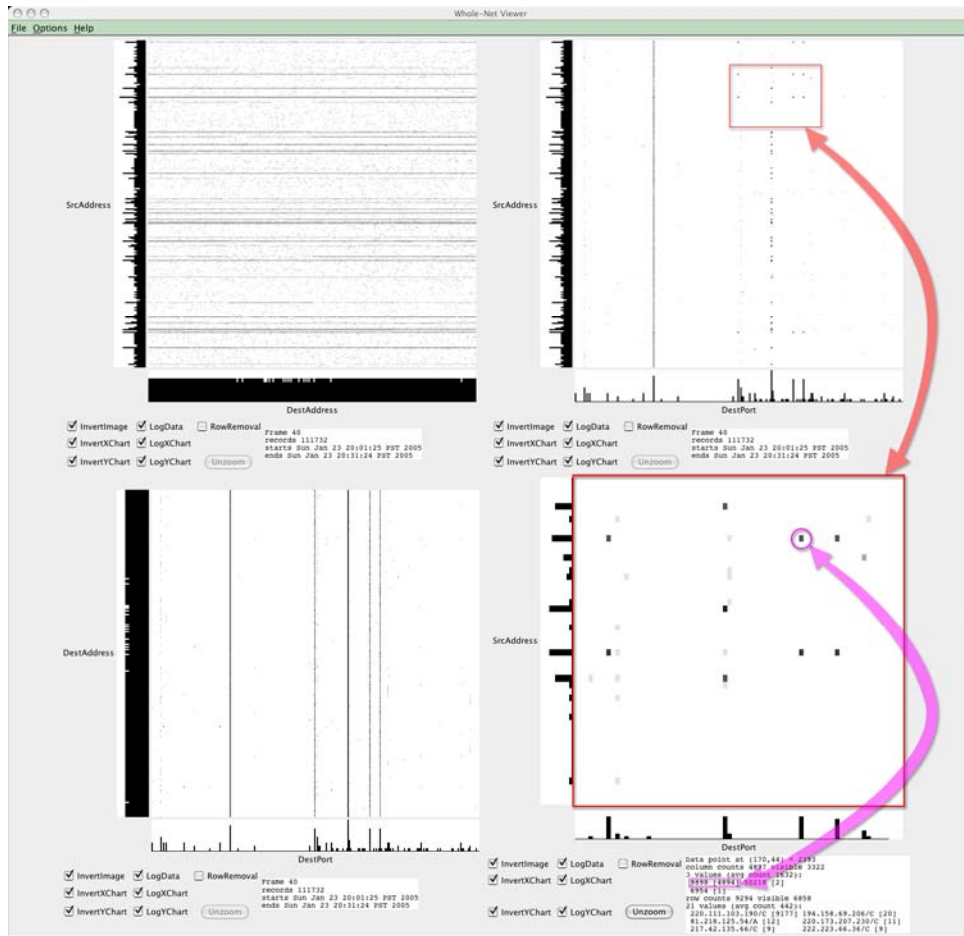 Whole-Net Viewer
File Options Help
SrcAddress
DestAddress
InvertImage LogData RowRemoval
InvertXChart LogXChart
InvertYChart LogYChart Unzoom
Frame 40
records 111732
starts Sun Jan 23 20:01:25 PST 2005
ends Sun Jan 23 20:31:24 PST 2005
SrcAddress
DestPort
InvertImage LogData RowRemoval
InvertXChart LogXChart
InvertYChart LogYChart Unzoom
Frame 40
records 111732
starts Sun Jan 23 20:01:25 PST 2005
ends Sun Jan 23 20:31:24 PST 2005
DestAddress
DestPort
InvertImage LogData RowRemoval
InvertXChart LogXChart
InvertYChart LogYChart Unzoom
Frame 40
records 111732
starts Sun Jan 23 20:01:25 PST 2005
ends Sun Jan 23 20:31:24 PST 2005
SrcAddress
DestPort
InvertImage LogData RowRemoval
InvertXChart LogXChart
InvertYChart LogYChart Unzoom
Data point at (170,44) = 2393
column counts 4897 visible 3322
3 values (avg count 1632):
9898 [4894] 50218 [2]
6954 [1]
row counts 9294 visible 6858
21 values (avg count 442):
220.111.103.190/C [9177] 194.158.69.206/C [20]
81.218.125.54/A [12] 220.173.207.230/C [11]
217.42.135.66/C [9] 222.223.66.36/C [9]